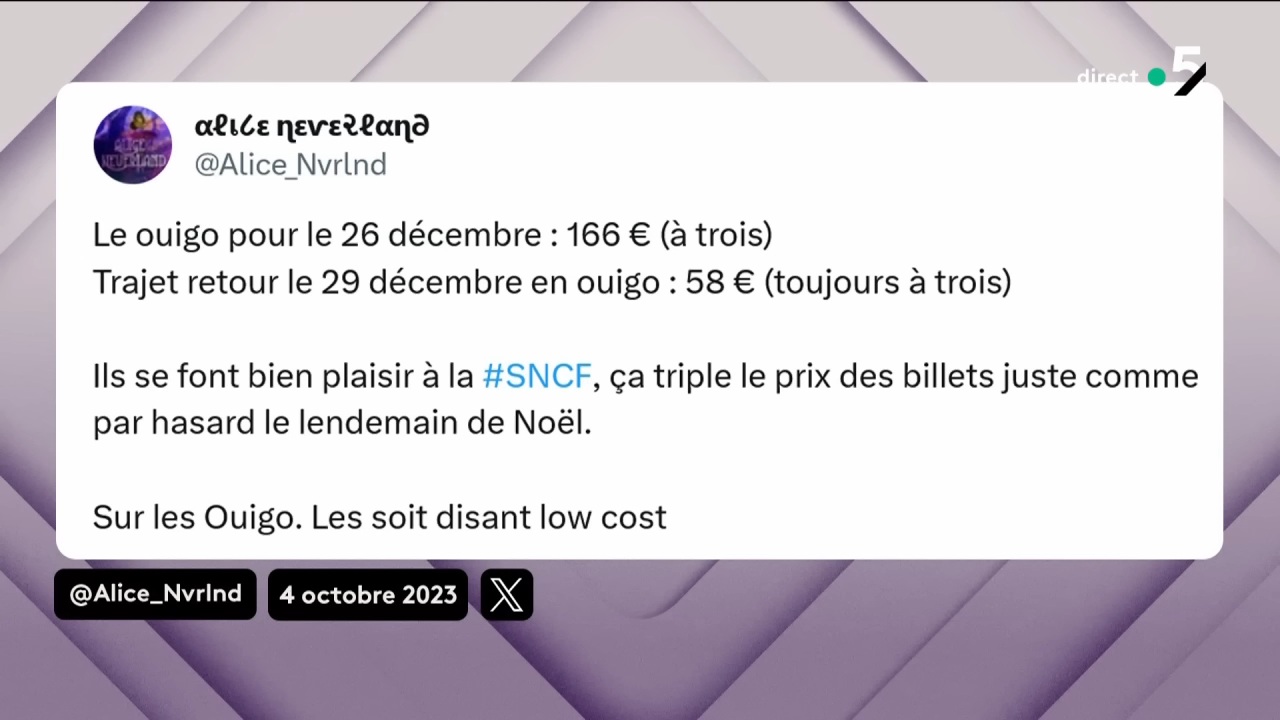 direct 5
αℓι८ε ηεvεɾℓαη∂
@Alice_Nvrlnd
Le ouigo pour le 26 décembre : 166 € (à trois)
Trajet retour le 29 décembre en ouigo : 58 € (toujours à trois)
Ils se font bien plaisir à la #SNCF, ça triple le prix des billets juste comme
par hasard le lendemain de Noël.
Sur les Ouigo. Les soit disant low cost
@Alice_Nvrlnd
4 octobre 2023
X